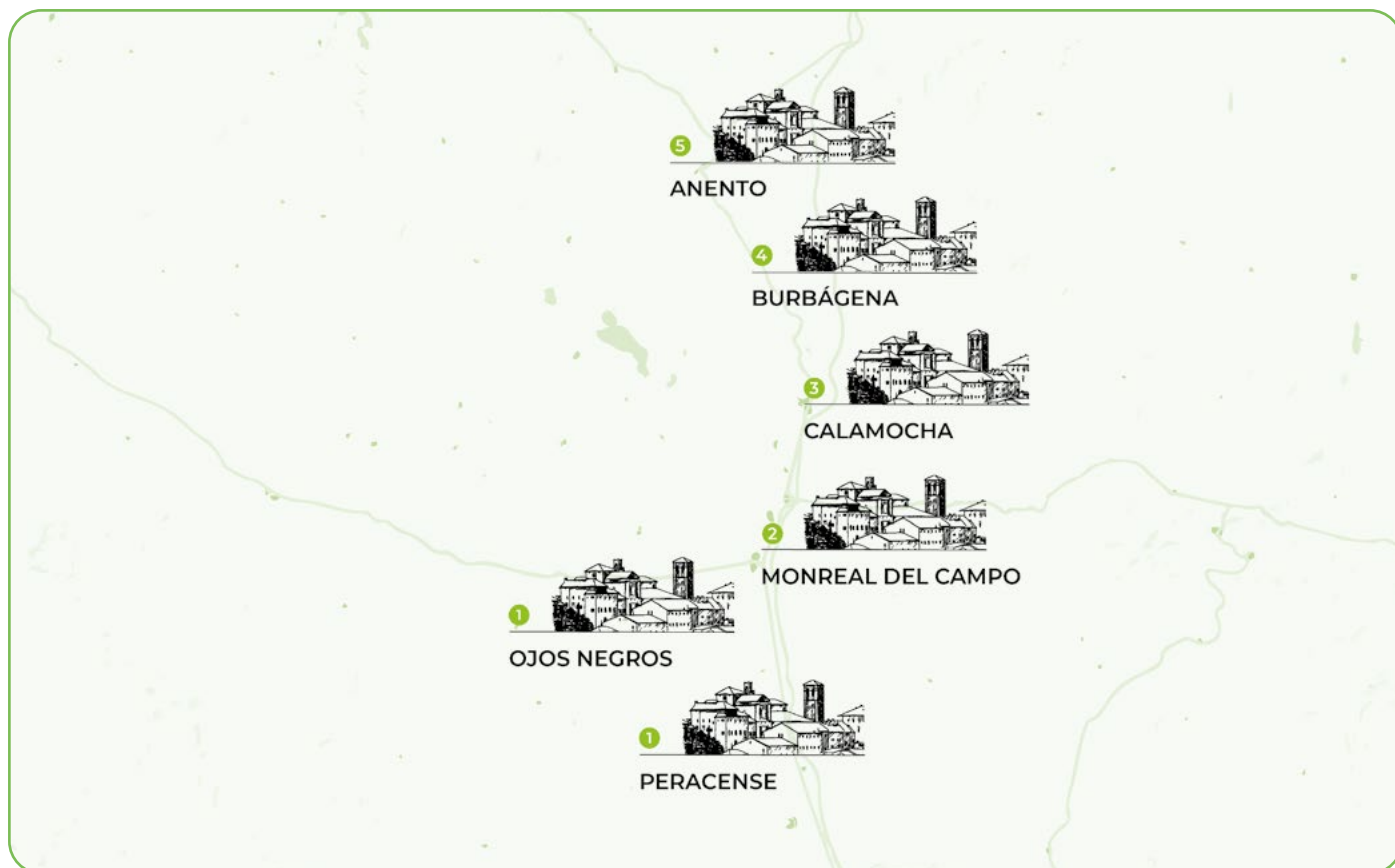 5
ANENTO
4
BURBÁGENA
3
CALAMOCHA
2
MONREAL DEL CAMPO
1
OJOS NEGROS
1
PERACENSE